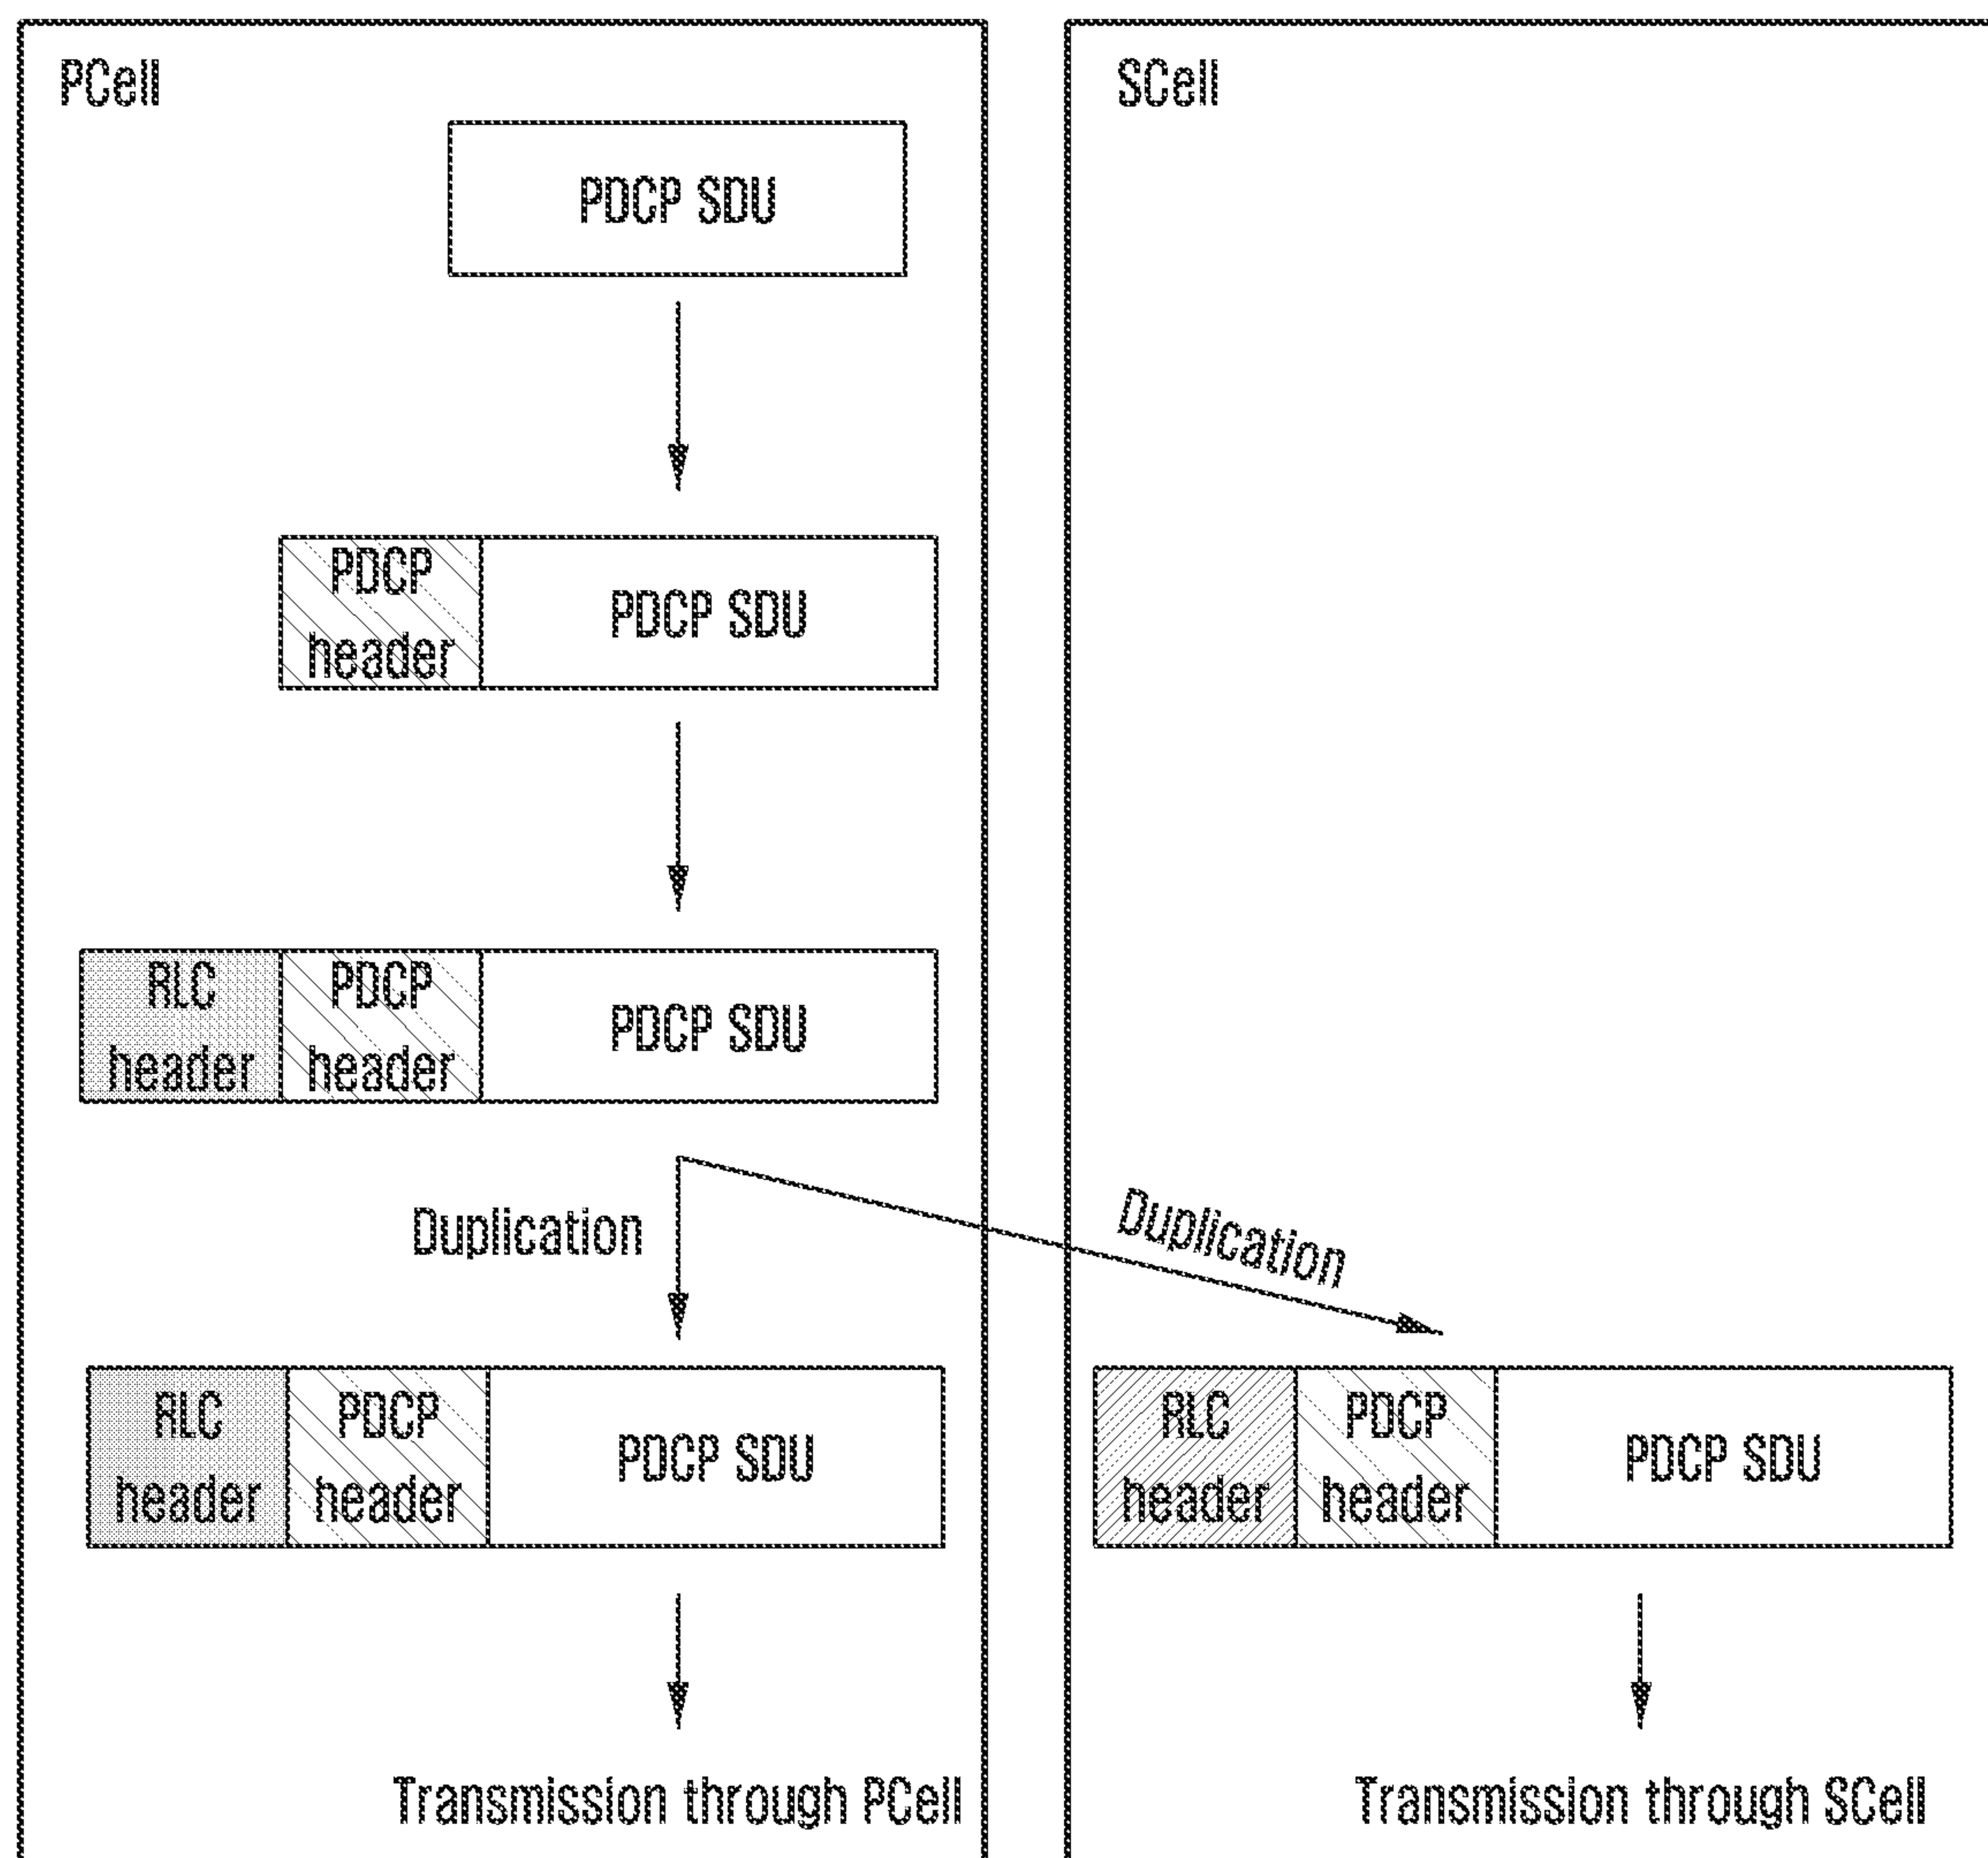 PCell
PDCP SDU
PDCP
header
PDCP SDU
RLC
header
PDCP
header
PDCP SDU
Duplication
RLC
header
PDCP
header
PDCP SDU
Transmission through PCell
SCell
Duplication
RLC
header
PDCP
header
PDCP SDU
Transmission through SCell